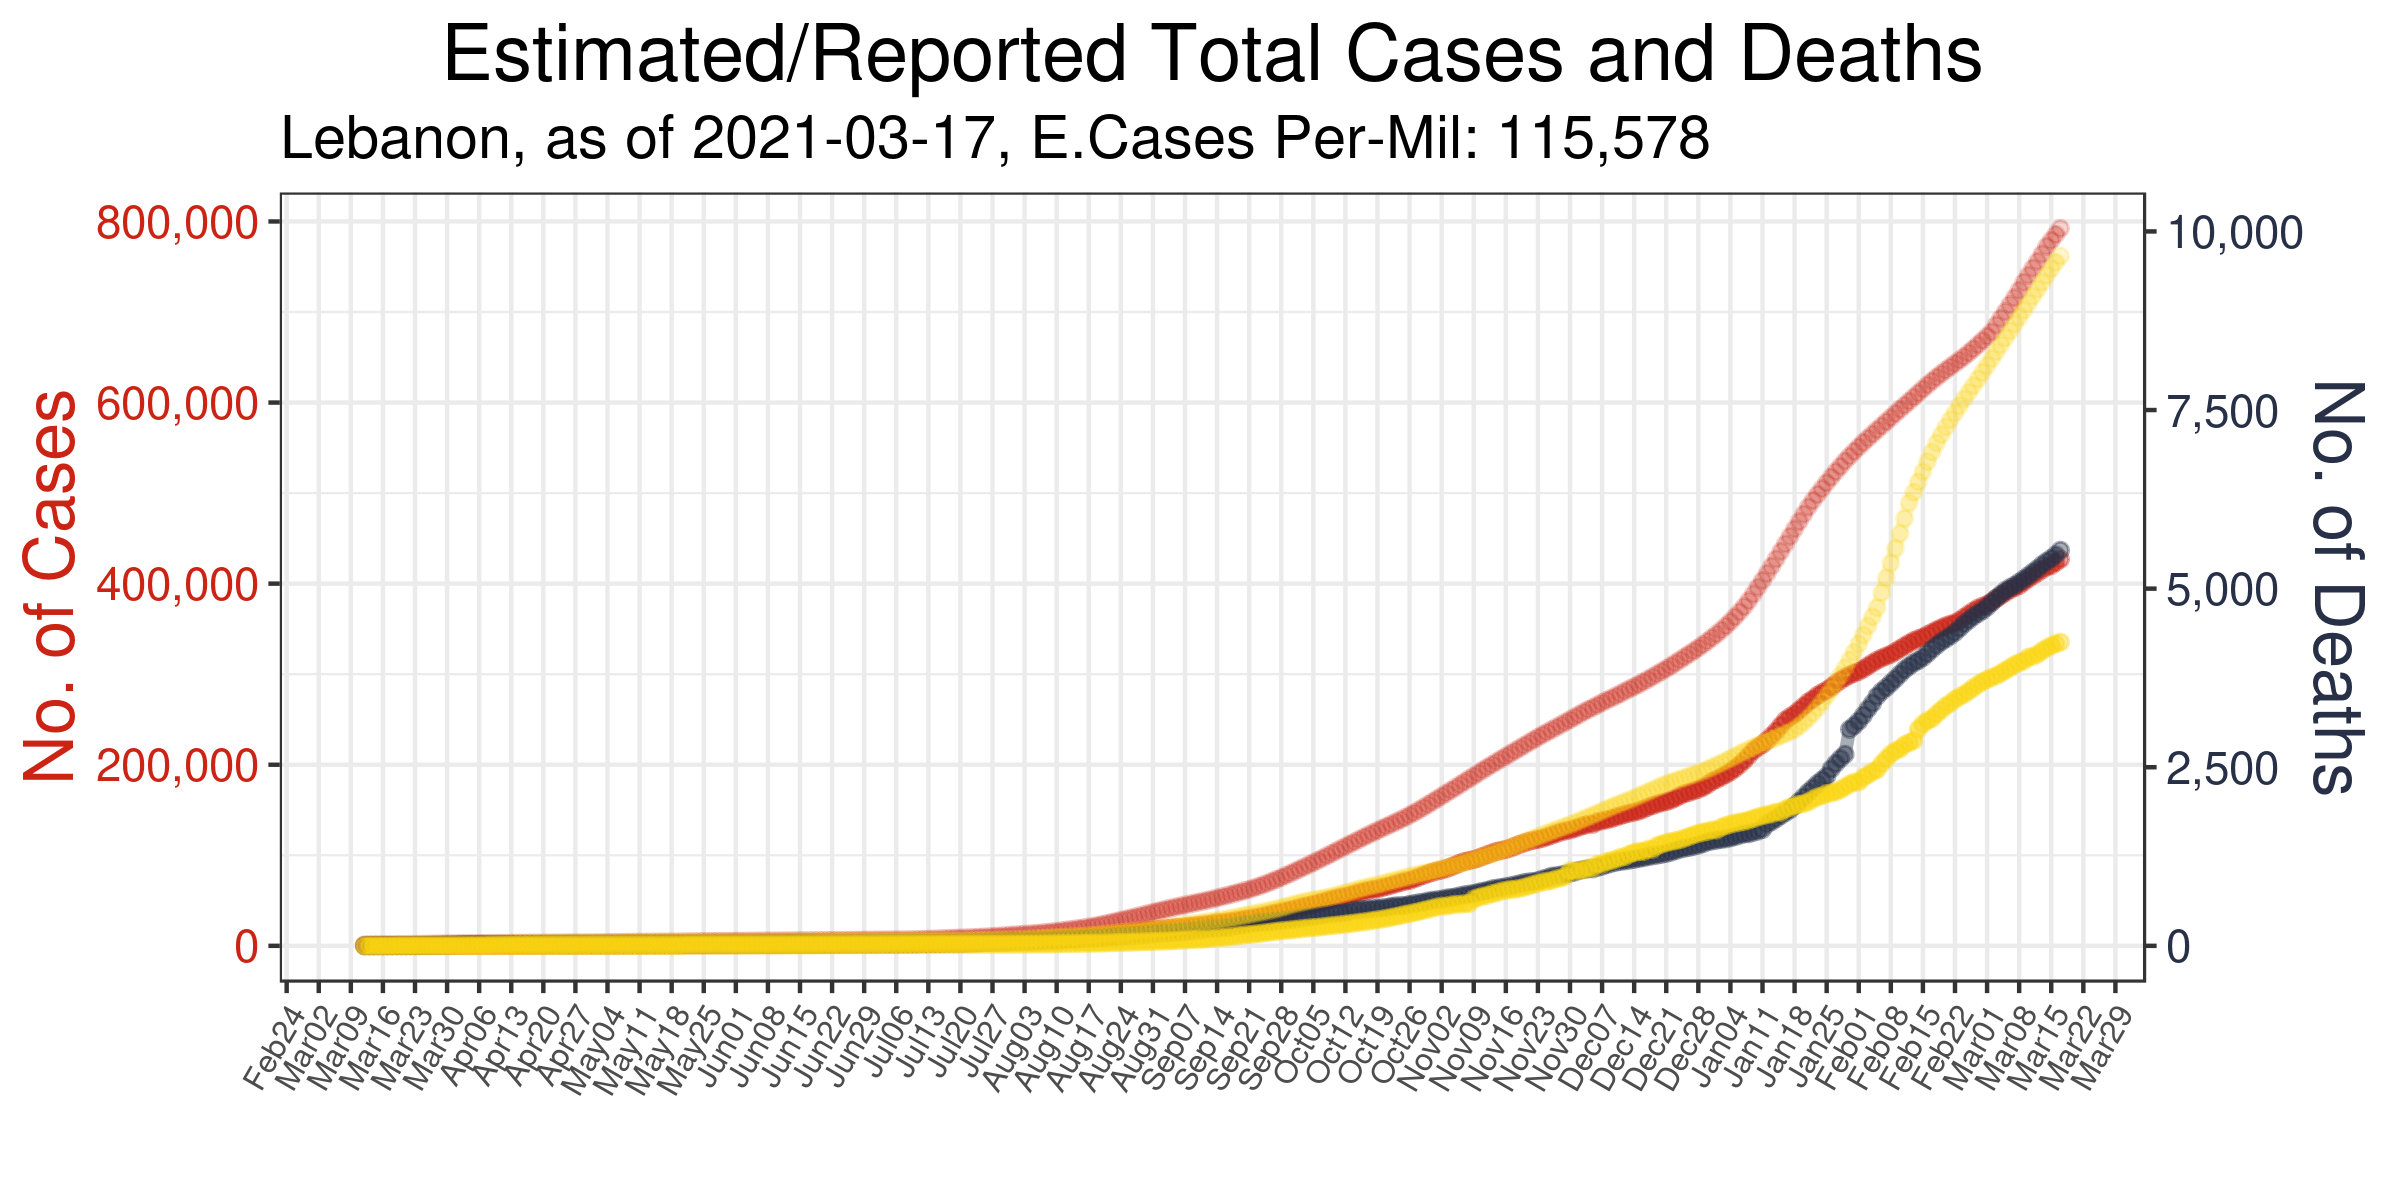 Estimated/Reported Total Cases and Deaths
Lebanon, as of 2021-03-17, E.Cases Per-Mil: 115,578
No. of Cases
800,000
600,000
400,000
200,000
0
10,000
7,500
5,000
2,500
0
No. of Deaths
Feb24
Mar02
Mar09
Mar16
Mar23
Mar30
Apr06
Apr13
Apr20
Apr27
May04
May11
May18
May25
Jun01
Jun08
Jun15
Jun22
Jun29
Jul06
Jul13
Jul20
Jul27
Aug03
Aug10
Aug17
Aug24
Aug31
Sep07
Sep14
Sep21
Sep28
Oct05
Oct12
Oct19
Oct26
Nov02
Nov09
Nov16
Nov23
Nov30
Dec07
Dec14
Dec21
Dec28
Jan04
Jan11
Jan18
Jan25
Feb01
Feb08
Feb15
Feb22
Mar01
Mar08
Mar15
Mar22
Mar29